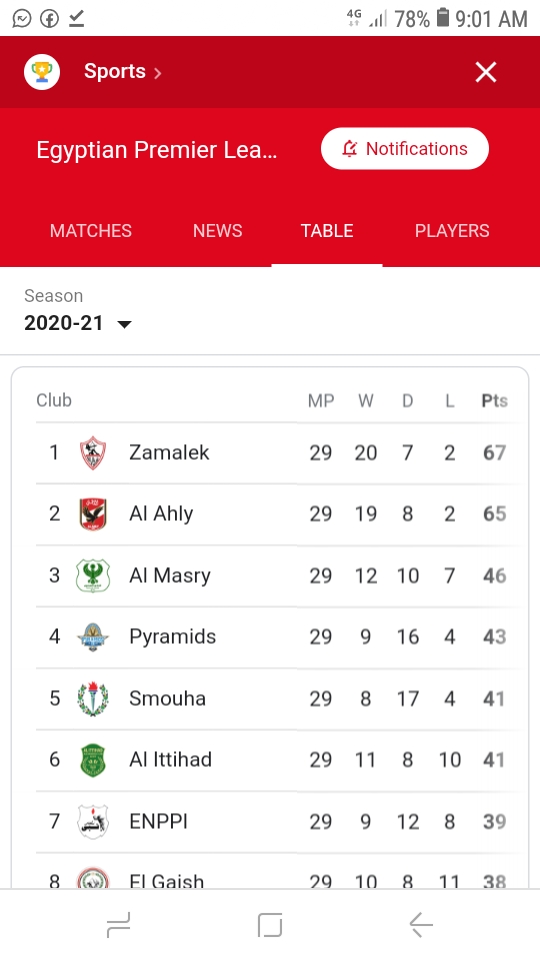 4G 78% 9:01 AM
Sports
Egyptian Premier Lea... Notifications
MATCHES NEWS TABLE PLAYERS
Season
2020-21
Club MP W D L Pts
1 Zamalek 29 20 7 2 67
2 Al Ahly 29 19 8 2 65
3 Al Masry 29 12 10 7 46
4 Pyramids 29 9 16 4 43
5 Smouha 29 8 17 4 41
6 Al Ittihad 29 11 8 10 41
7 ENPPI 29 9 12 8 39
8 El Gaish 29 10 8 11 38